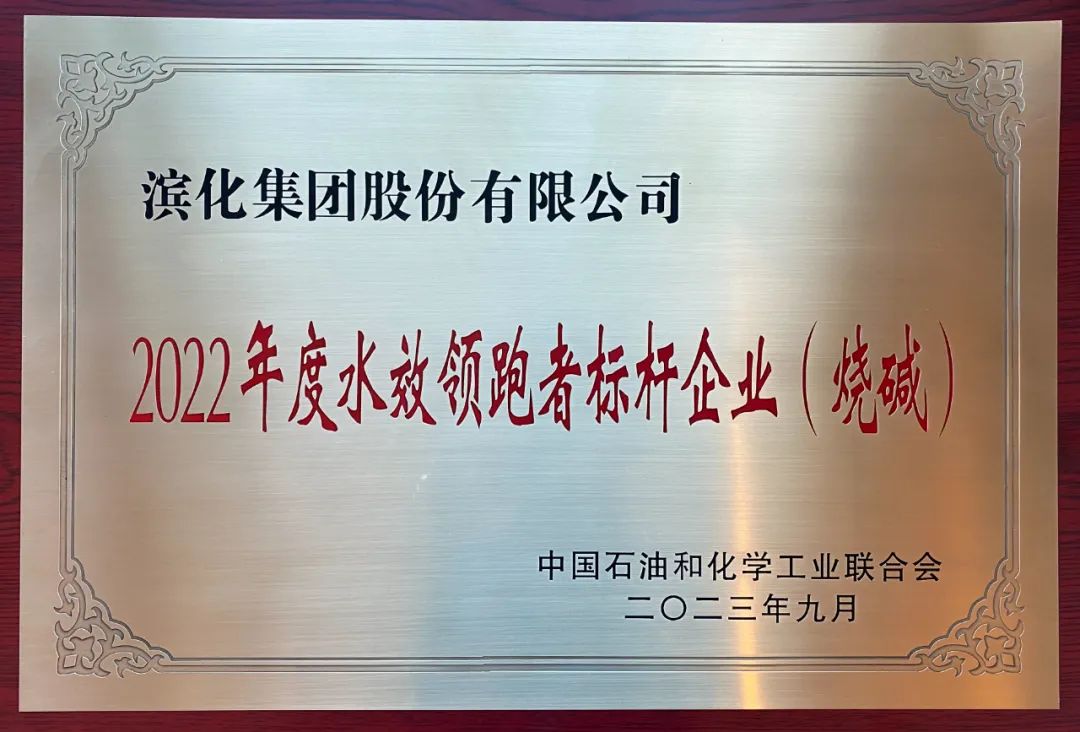 滨化集团股份有限公司
2022年度水效领跑者标杆企业（烧碱）
中国石油和化学工业联合会
二〇二三年九月